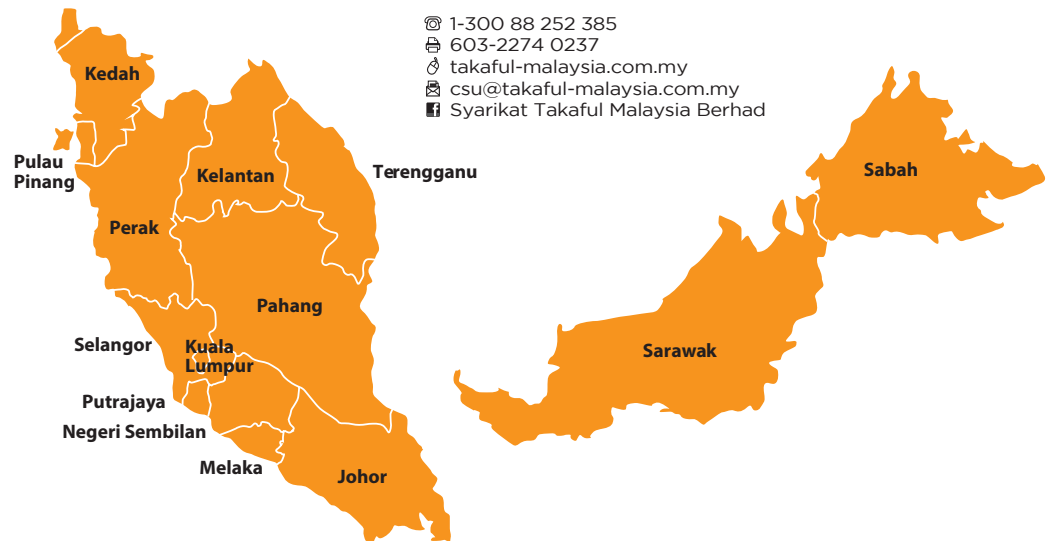 1-300 88 252 385
603-2274 0237
takaful-malaysia.com.my
csu@takaful-malaysia.com.my
Syarikat Takaful Malaysia Berhad
Kedah
Pulau
Pinang
Kelantan
Terengganu
Perak
Pahang
Selangor
Kuala
Lumpur
Putrajaya
Negeri Sembilan
Melaka
Johor
Sabah
Sarawak